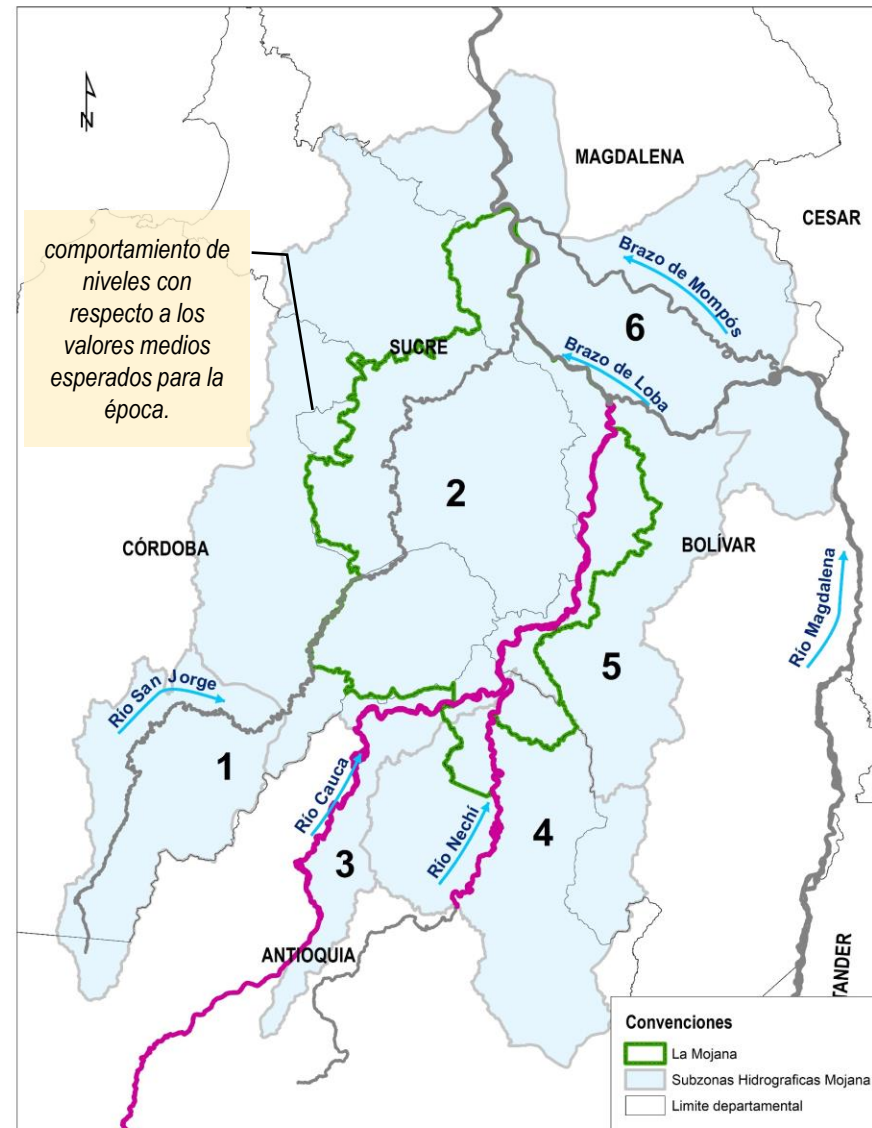 N
MAGDALENA
CESAR
comportamiento de
niveles con
respecto a los
valores medios
esperados para la
época.
Brazo de Mompós
6
SUCRE
Brazo de Loba
2
CÓRDOBA
BOLÍVAR
Río Magdalena
5
Río San Jorge
1
Río Cauca
Río Nechí
4
3
ANTIOQUIA
TANDER
Convenciones
La Mojana
Subzonas Hidrograficas Mojana
Limite departamental